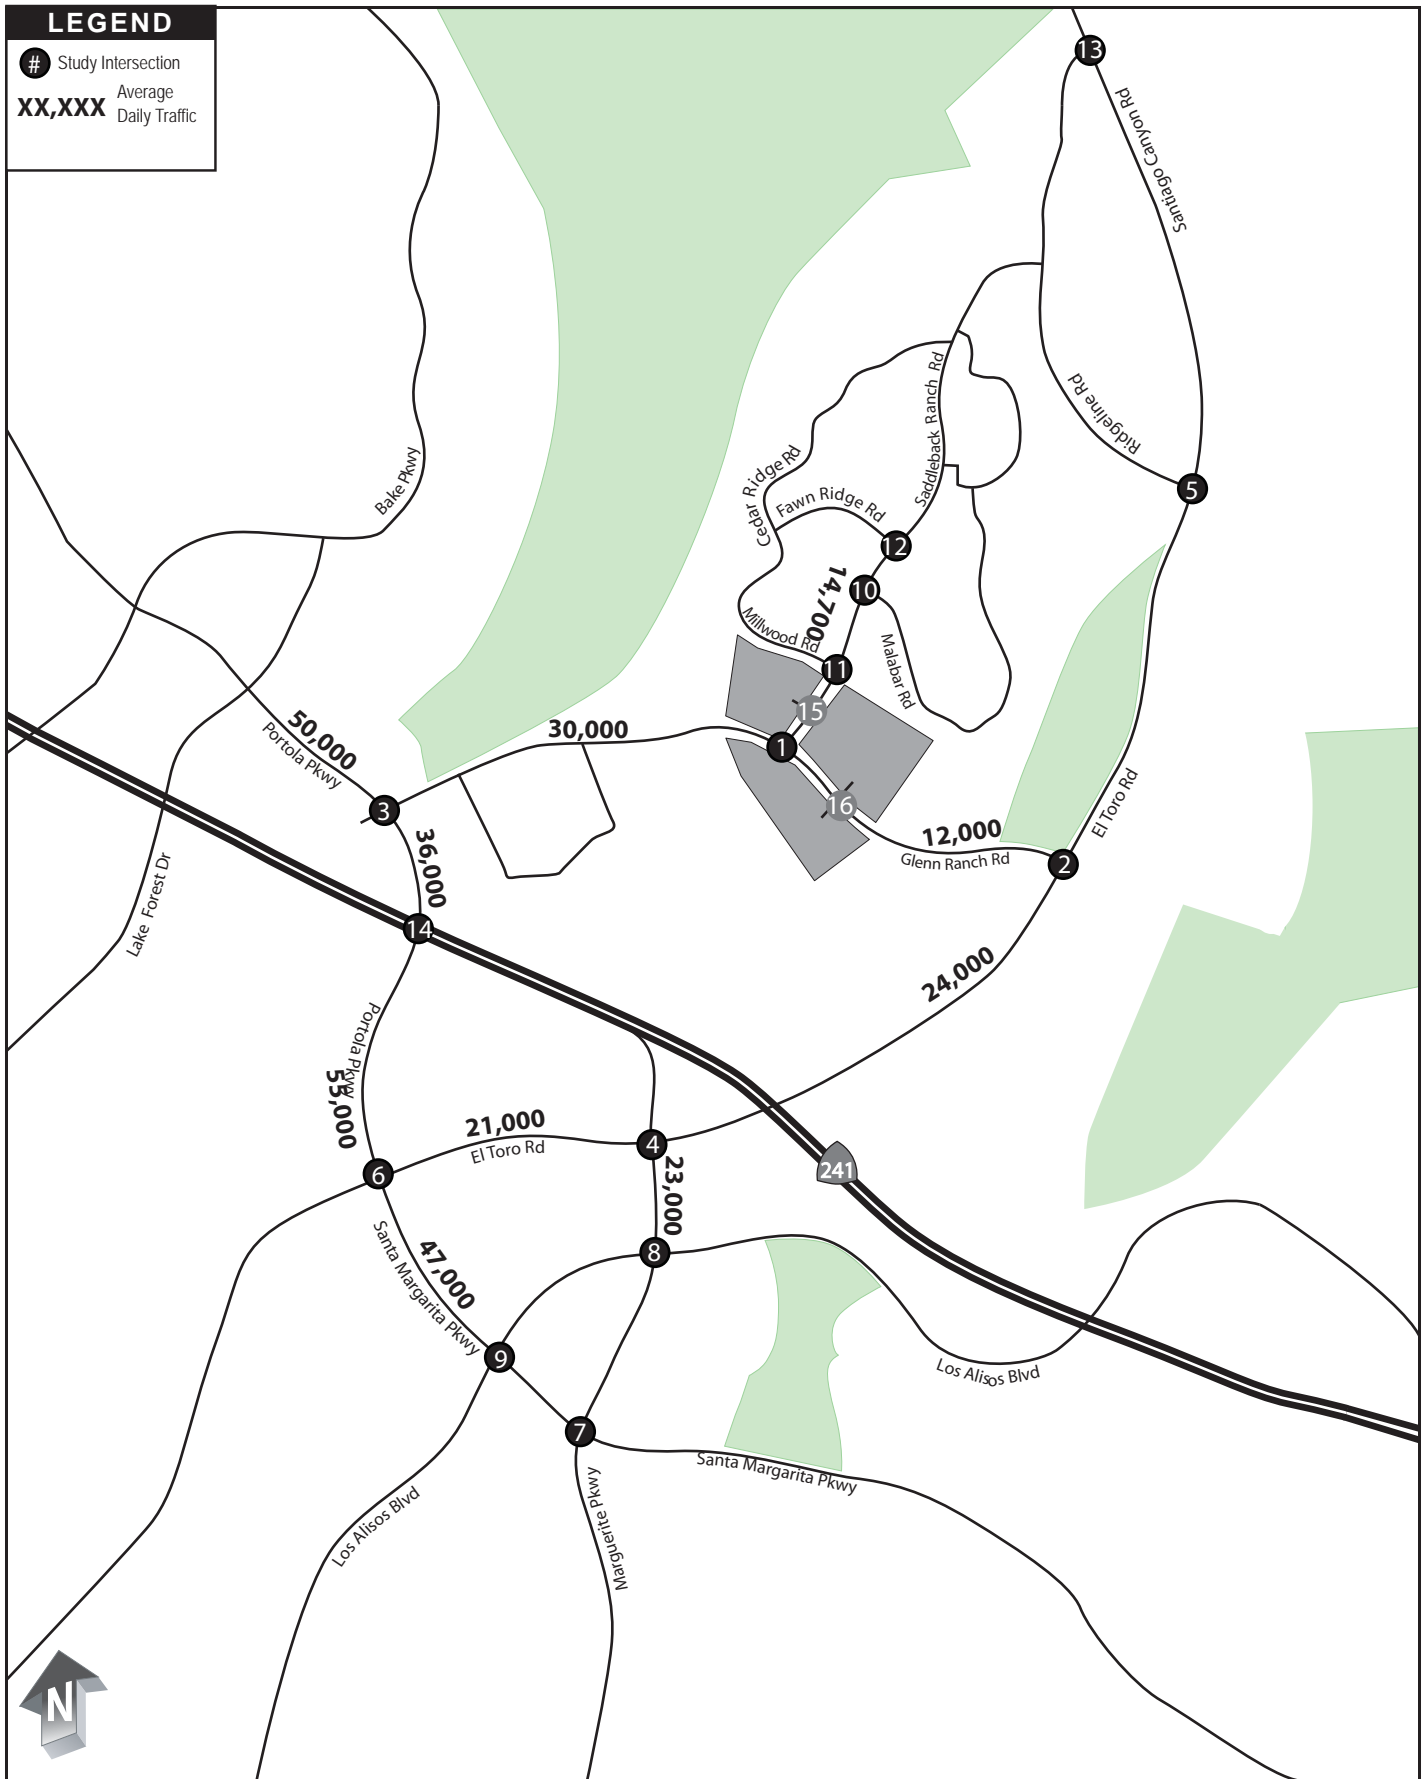 LEGEND
# Study Intersection
XX,XXX Average
Daily Traffic
13
Santiago Canyon Rd
Ridgeline Rd
Saddleback Ranch Rd
Bake Pkwy
Cedar Ridge Rd
Fawn Ridge Rd
5
12
14,700
10
Millwood Rd
Malabar Rd
11
15
50,000
Portola Pkwy
30,000
1
16
3
36,000
12,000
Glenn Ranch Rd
El Toro Rd
2
Lake Forest Dr
14
24,000
Portola Pkwy
55,000
21,000
El Toro Rd
4
23,000
241
6
Santa Margarita Pkwy
47,000
8
9
Los Alisos Blvd
7
Santa Margarita Pkwy
Los Alisos Blvd
Marguerite Pkwy
N